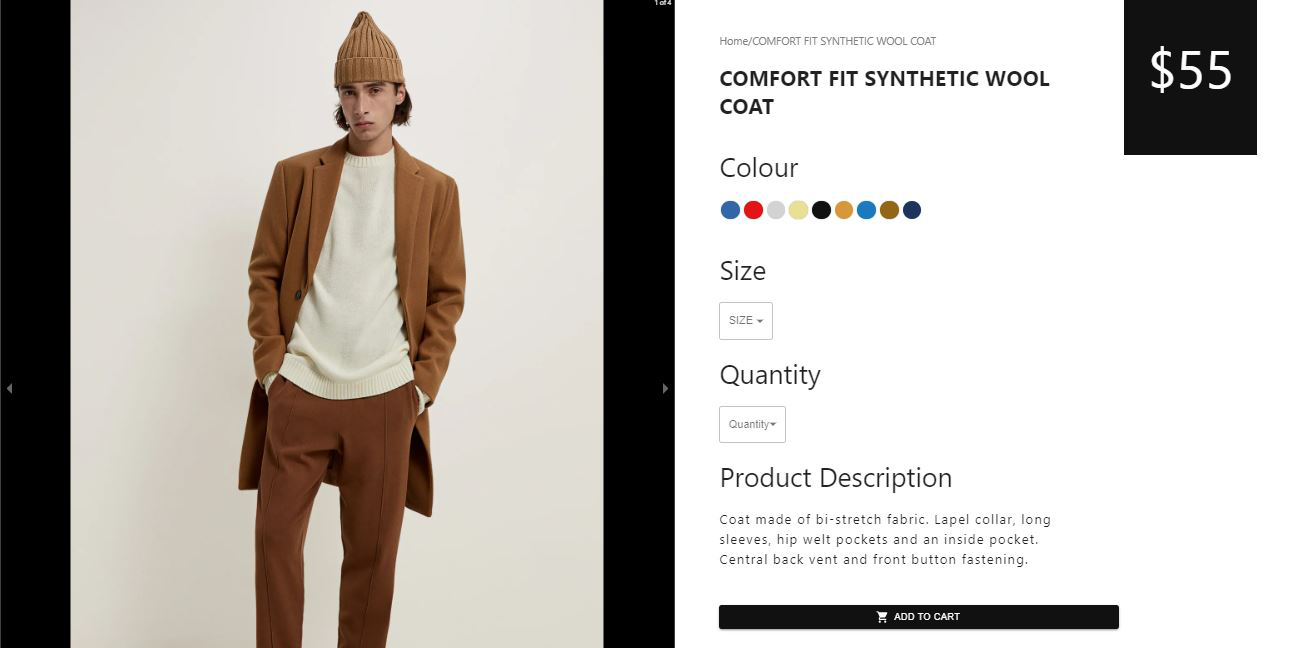 1 of 4
Home/COMFORT FIT SYNTHETIC WOOL COAT
$55
COMFORT FIT SYNTHETIC WOOL
COAT
Colour
Size
SIZE
Quantity
Quantity
Product Description
Coat made of bi-stretch fabric. Lapel collar, long
sleeves, hip welt pockets and an inside pocket.
Central back vent and front button fastening.
ADD TO CART